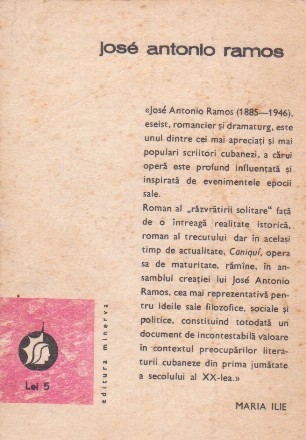 josé antonio ramos
«José Antonio Ramos (1885—1946),
eseist, romancier și dramaturg, este
unul dintre cei mai apreciați și mai
populari scriitori cubanezi, a cărui
operă este profund influențată și
inspirată de evenimentele epocii
sale.
Roman al „răzvrătirii solitare” față
de o întreagă realitate istorică,
roman al trecutului dar în același
timp de actualitate, Caniquí, opera
sa de maturitate, rămîne, în an-
samblul creației lui José Antonio
Ramos, cea mai reprezentativă pen-
tru ideile sale filozofice, sociale și
politice, constituind totodată un
document de incontestabilă valoare
în contextul preocupărilor litera-
turii cubaneze din prima jumătate
a secolului al XX-lea.»
MARIA ILIE
editura minerva
Lei 5